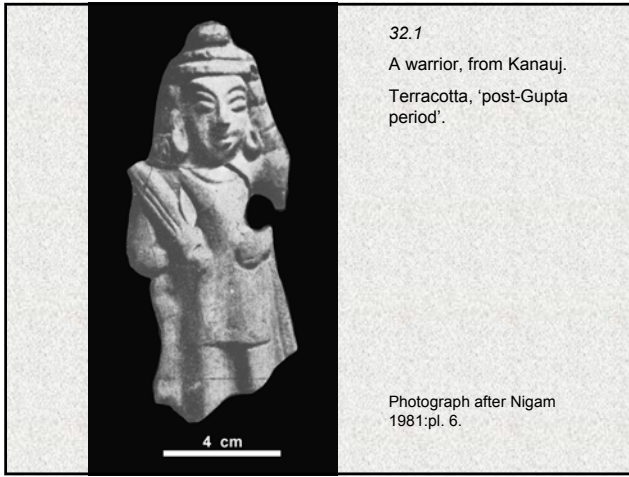 32.1
A warrior, from Kanauj.
Terracotta, ‘post-Gupta
period’.
Photograph after Nigam
1981:pl. 6.
4 cm